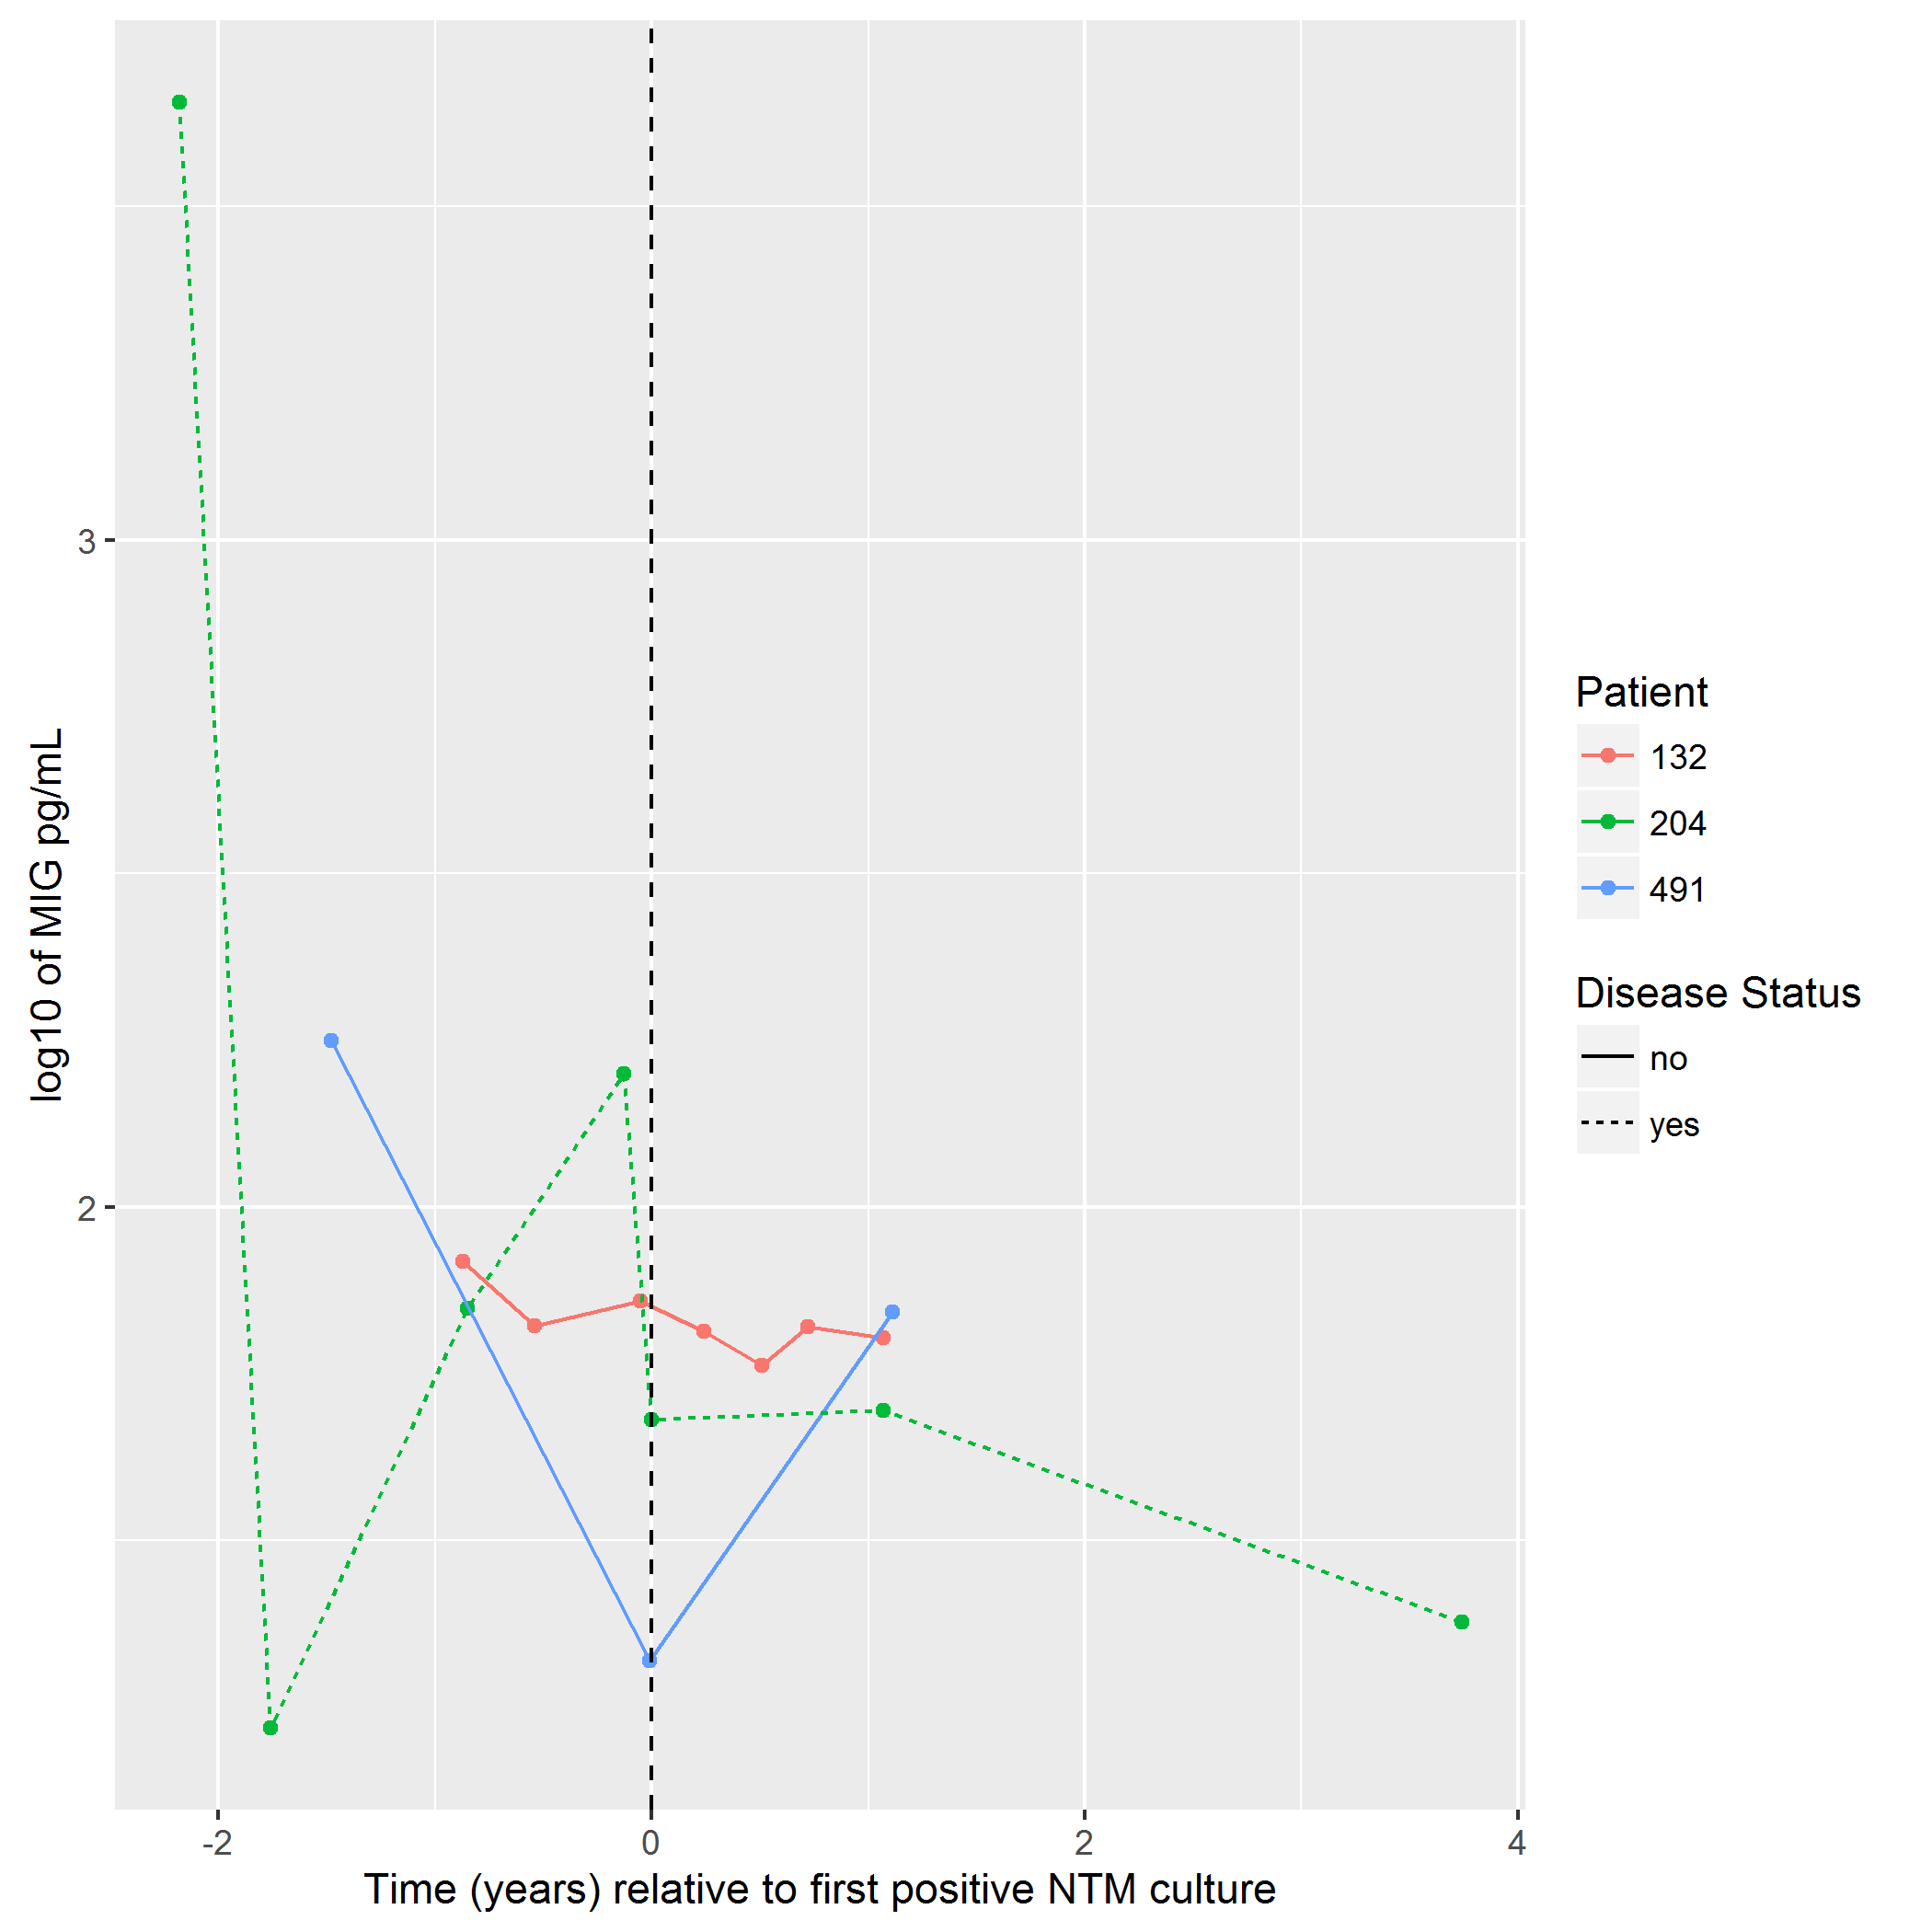 log10 of MIG pg/mL
3
2
-2
0
2
4
Time (years) relative to first positive NTM culture
Patient
132
204
491
Disease Status
no
yes